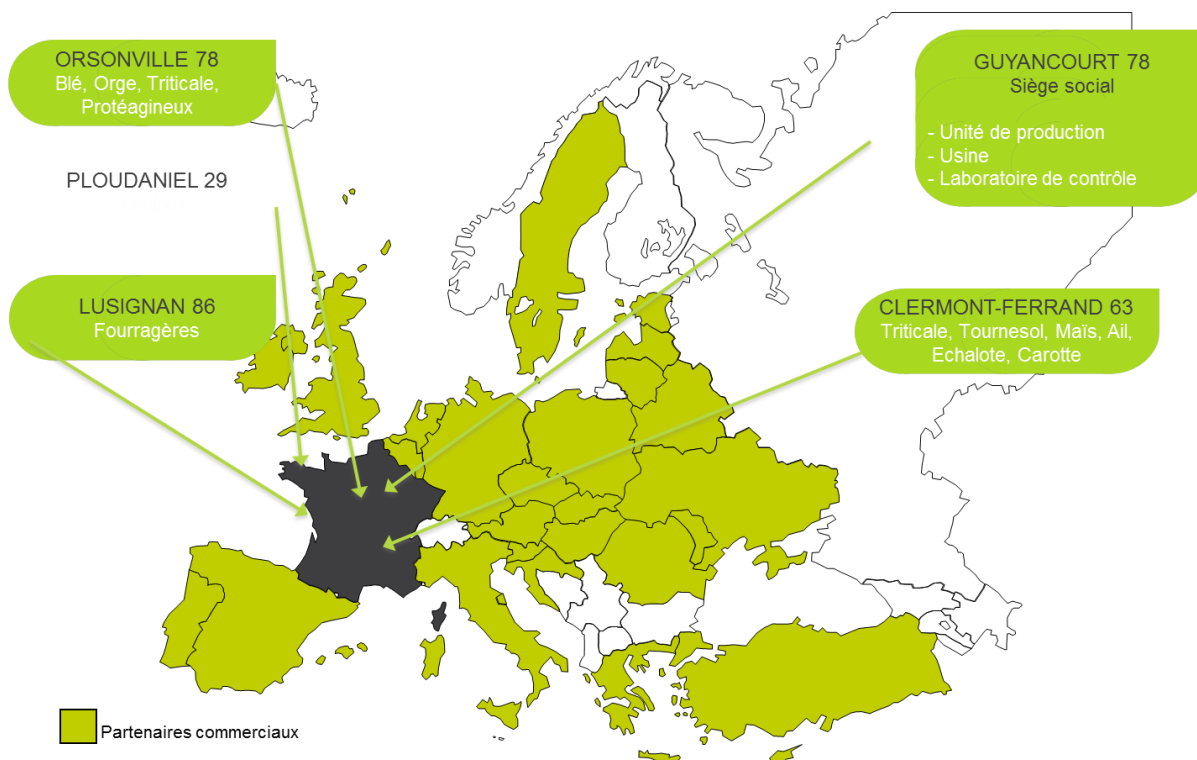 ORSONVILLE 78
Blé, Orge, Triticale,
Protéagineux
GUYANCOURT 78
Siège social
- Unité de production
- Usine
- Laboratoire de contrôle
PLOUDANIEL 29
LUSIGNAN 86
Fourragères
CLERMONT-FERRAND 63
Triticale, Tournesol, Maïs, Ail,
Echalote, Carotte
Partenaires commerciaux